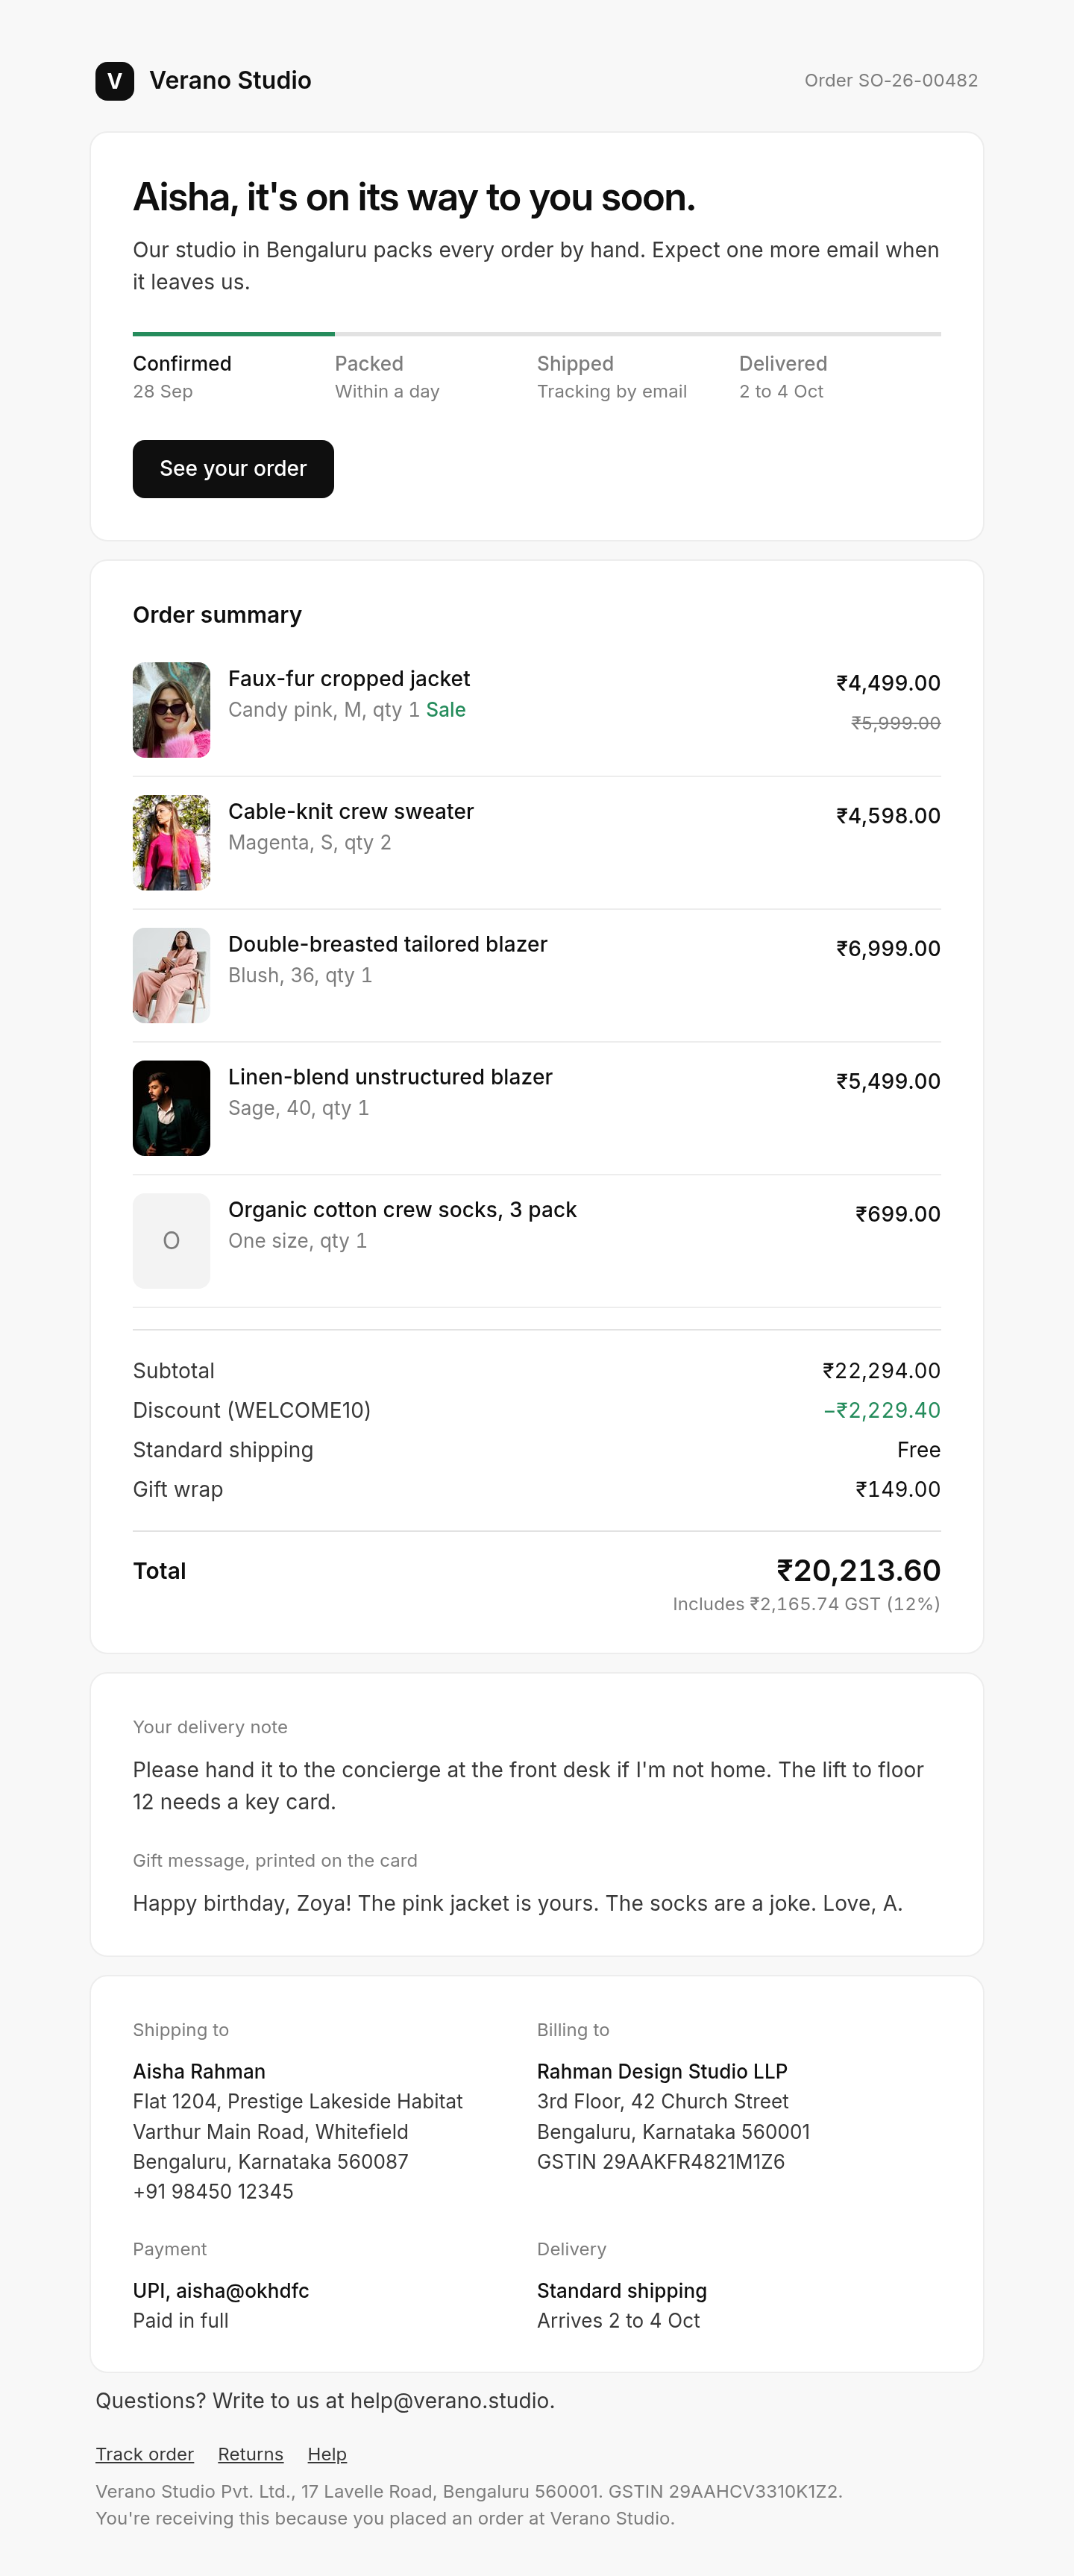 V Verano Studio
Order SO-26-00482
Aisha, it's on its way to you soon.
Our studio in Bengaluru packs every order by hand. Expect one more email when
it leaves us.
Confirmed
28 Sep
Packed
Within a day
Shipped
Tracking by email
Delivered
2 to 4 Oct
See your order
Order summary
Faux-fur cropped jacket
Candy pink, M, qty 1 Sale
₹4,499.00
₹5,999.00
Cable-knit crew sweater
Magenta, S, qty 2
₹4,598.00
Double-breasted tailored blazer
Blush, 36, qty 1
₹6,999.00
Linen-blend unstructured blazer
Sage, 40, qty 1
₹5,499.00
O
Organic cotton crew socks, 3 pack
One size, qty 1
₹699.00
Subtotal ₹22,294.00
Discount (WELCOME10) −₹2,229.40
Standard shipping Free
Gift wrap ₹149.00
Total ₹20,213.60
Includes ₹2,165.74 GST (12%)
Your delivery note
Please hand it to the concierge at the front desk if I'm not home. The lift to floor
12 needs a key card.
Gift message, printed on the card
Happy birthday, Zoya! The pink jacket is yours. The socks are a joke. Love, A.
Shipping to
Aisha Rahman
Flat 1204, Prestige Lakeside Habitat
Varthur Main Road, Whitefield
Bengaluru, Karnataka 560087
+91 98450 12345
Billing to
Rahman Design Studio LLP
3rd Floor, 42 Church Street
Bengaluru, Karnataka 560001
GSTIN 29AAKFR4821M1Z6
Payment
UPI, aisha@okhdfc
Paid in full
Delivery
Standard shipping
Arrives 2 to 4 Oct
Questions? Write to us at help@verano.studio.
Track order Returns Help
Verano Studio Pvt. Ltd., 17 Lavelle Road, Bengaluru 560001. GSTIN 29AAHCV3310K1Z2.
You're receiving this because you placed an order at Verano Studio.